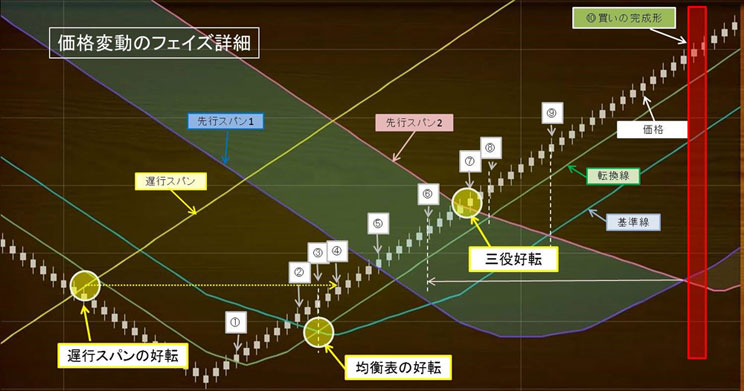 ⑩買いの完成形
価格変動のフェイズ詳細
先行スパン1
先行スパン2
⑨
価格
⑧
⑦
遅行スパン
転換線
⑥
基準線
⑤
④
③
三役好転
②
①
遅行スパンの好転
均衡表の好転